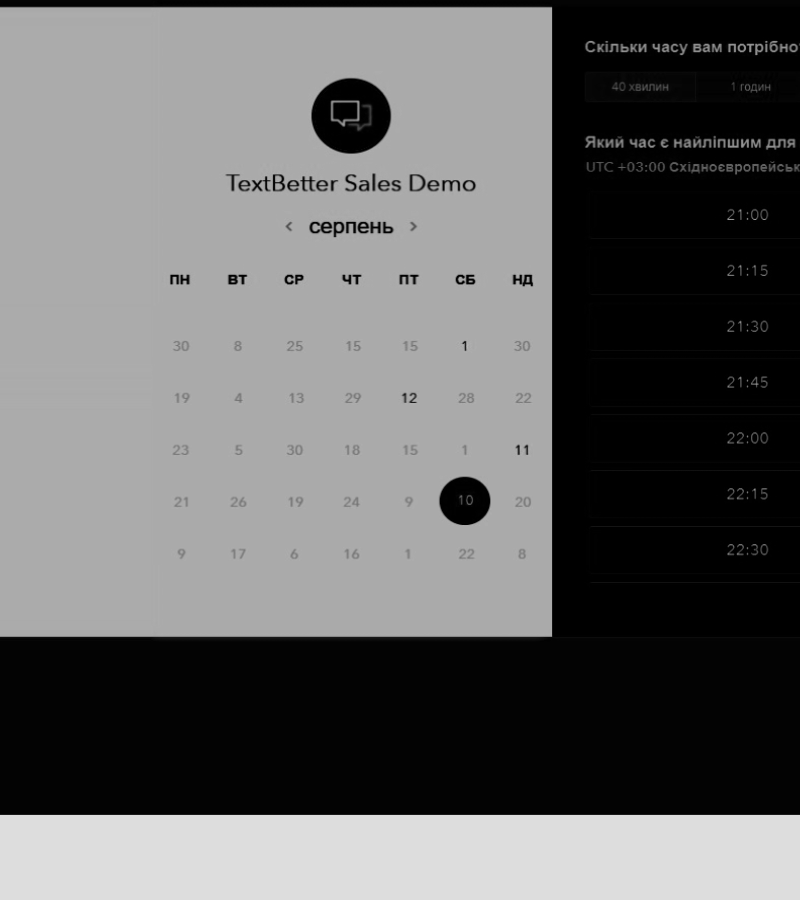 TextBetter Sales Demo
< серпень >
ПН ВТ СР ЧТ ПТ СБ НД
30 8 25 15 15 1 30
19 4 13 29 12 28 22
23 5 30 18 15 1 11
21 26 19 24 9 10 20
9 17 6 16 1 22 8
Скільки часу вам потрібно
40 хвилин 1 годин
Який час є найліпшим для
UTC +03:00 Східноєвропейськ
21:00
21:15
21:30
21:45
22:00
22:15
22:30